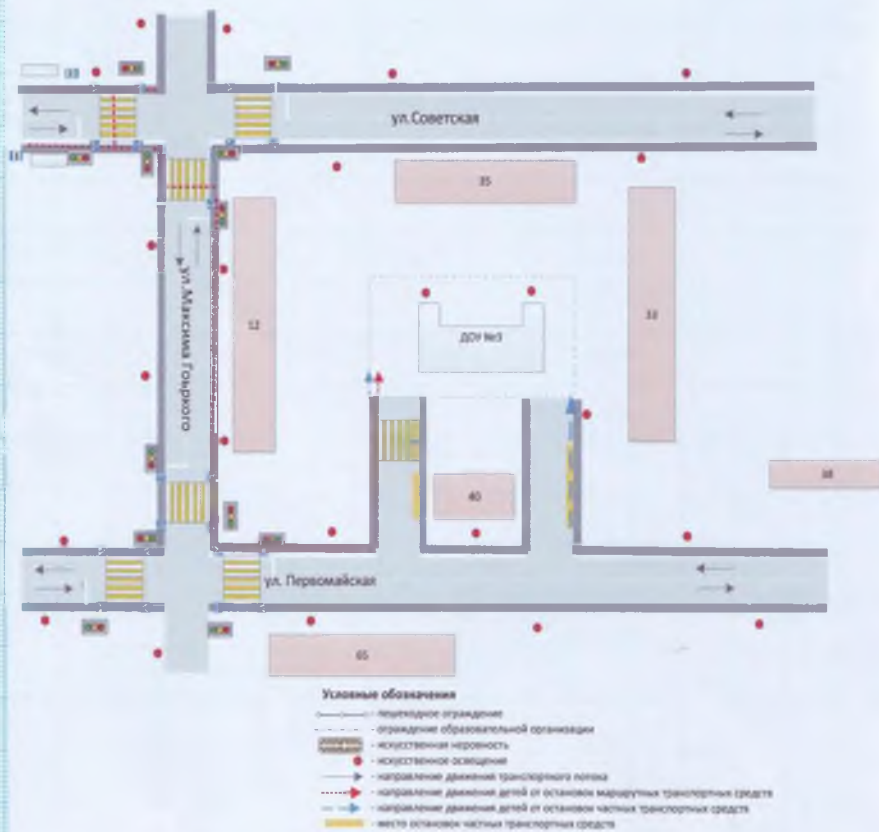 ул.Советская
35
ул.Максима Горького
12
33
ДОУ №3
40
38
ул. Первомайская
65
Условные обозначения
- пешеходное ограждение
- ограждение образовательной организации
- искусственная неровность
- искусственное освещение
- направление движения транспортного потока
- направление движения детей от остановок маршрутных транспортных средств
- направление движения детей от остановок частных транспортных средств
- место остановок частных транспортных средств